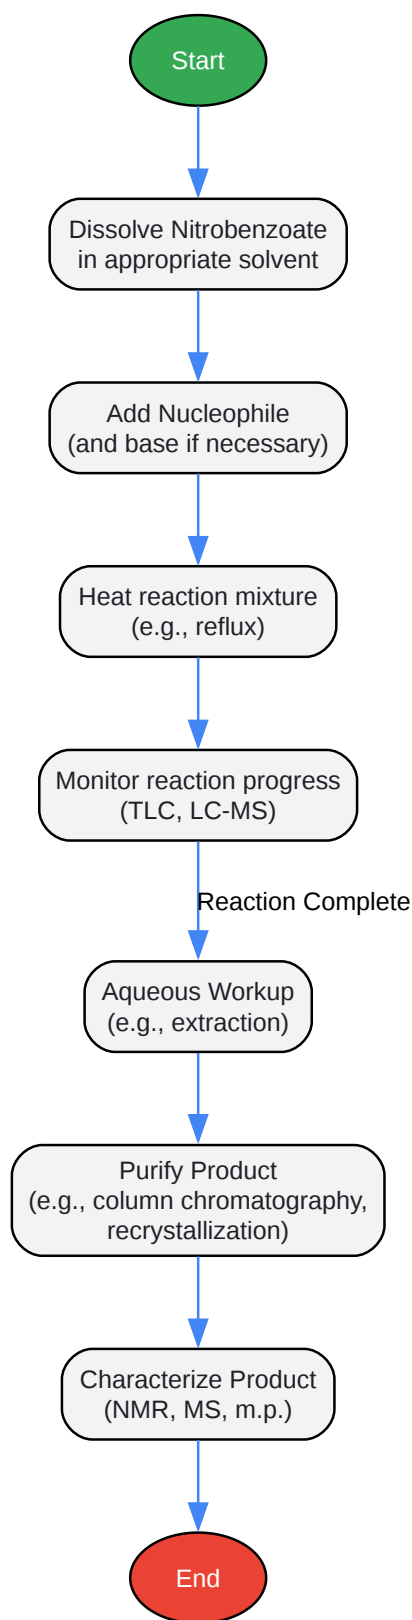 Start
Dissolve Nitrobenzoate
in appropriate solvent
Add Nucleophile
(and base if necessary)
Heat reaction mixture
(e.g., reflux)
Monitor reaction progress
(TLC, LC-MS)
Reaction Complete
Aqueous Workup
(e.g., extraction)
Purify Product
(e.g., column chromatography,
recrystallization)
Characterize Product
(NMR, MS, m.p.)
End